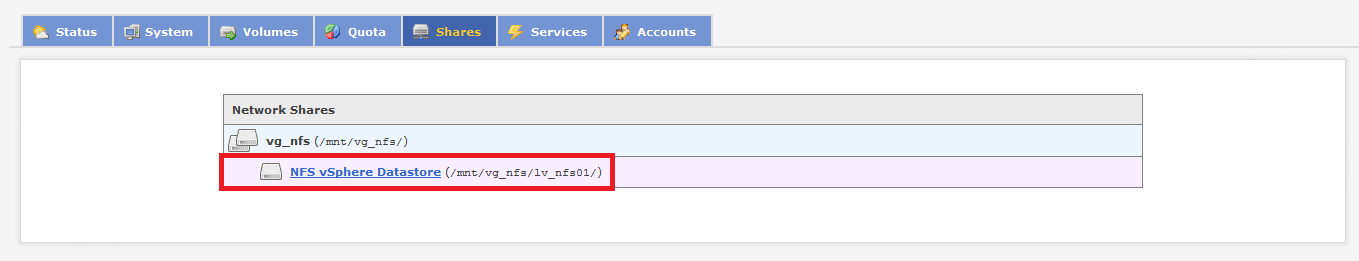 Status System Volumes Quota Shares Services Accounts
Network Shares
vg_nfs (/mnt/vg_nfs/)
NFS vSphere Datastore (/mnt/vg_nfs/lv_nfs01/)